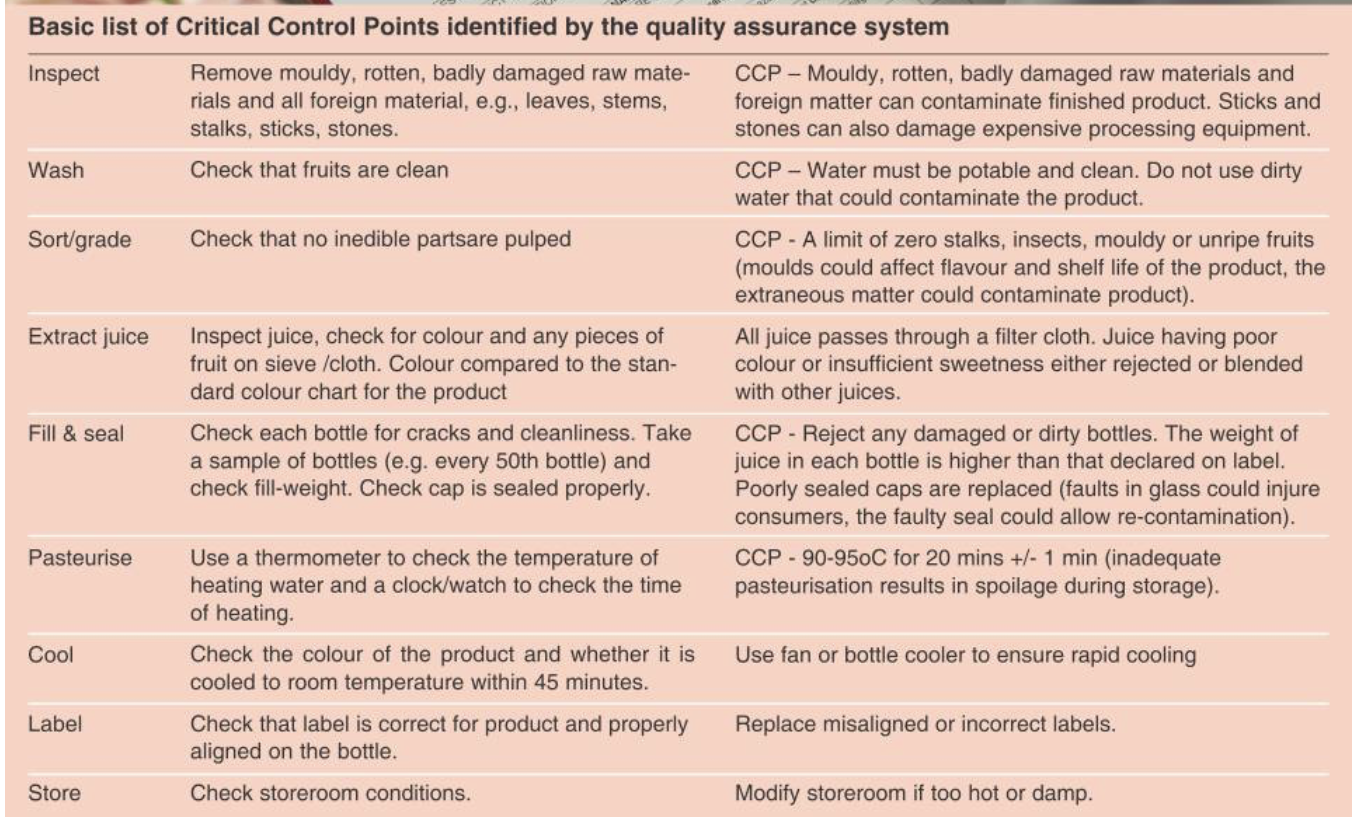 Basic list of Critical Control Points identified by the quality assurance system
Inspect
Remove mouldy, rotten, badly damaged raw mate-
rials and all foreign material, e.g., leaves, stems,
stalks, sticks, stones.
CCP – Mouldy, rotten, badly damaged raw materials and
foreign matter can contaminate finished product. Sticks and
stones can also damage expensive processing equipment.
Wash
Check that fruits are clean
CCP – Water must be potable and clean. Do not use dirty
water that could contaminate the product.
Sort/grade
Check that no inedible partsare pulped
CCP - A limit of zero stalks, insects, mouldy or unripe fruits
(moulds could affect flavour and shelf life of the product, the
extraneous matter could contaminate product).
Extract juice
Inspect juice, check for colour and any pieces of
fruit on sieve /cloth. Colour compared to the stan-
dard colour chart for the product
All juice passes through a filter cloth. Juice having poor
colour or insufficient sweetness either rejected or blended
with other juices.
Fill & seal
Check each bottle for cracks and cleanliness. Take
a sample of bottles (e.g. every 50th bottle) and
check fill-weight. Check cap is sealed properly.
CCP - Reject any damaged or dirty bottles. The weight of
juice in each bottle is higher than that declared on label.
Poorly sealed caps are replaced (faults in glass could injure
consumers, the faulty seal could allow re-contamination).
Pasteurise
Use a thermometer to check the temperature of
heating water and a clock/watch to check the time
of heating.
CCP - 90-95oC for 20 mins +/- 1 min (inadequate
pasteurisation results in spoilage during storage).
Cool
Check the colour of the product and whether it is
cooled to room temperature within 45 minutes.
Use fan or bottle cooler to ensure rapid cooling
Label
Check that label is correct for product and properly
aligned on the bottle.
Replace misaligned or incorrect labels.
Store
Check storeroom conditions.
Modify storeroom if too hot or damp.